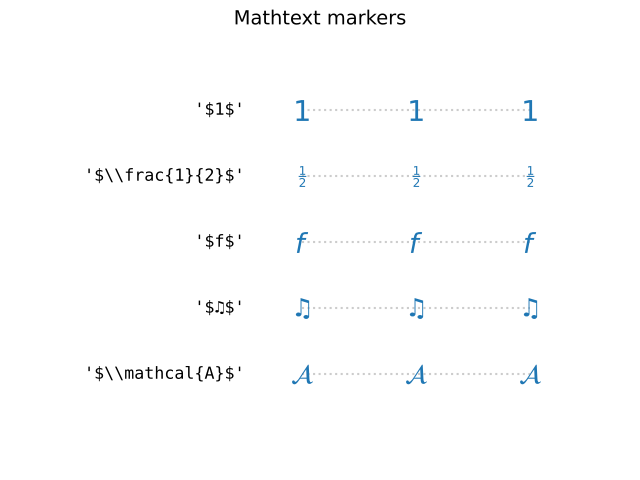 Mathtext markers
'$1$' 1 1 1
'$\\frac{1}{2}$' ½ ½ ½
'$f$' f f f
'$♫$' ♫ ♫ ♫
'$\\mathcal{A}$' 𝒜 𝒜 𝒜